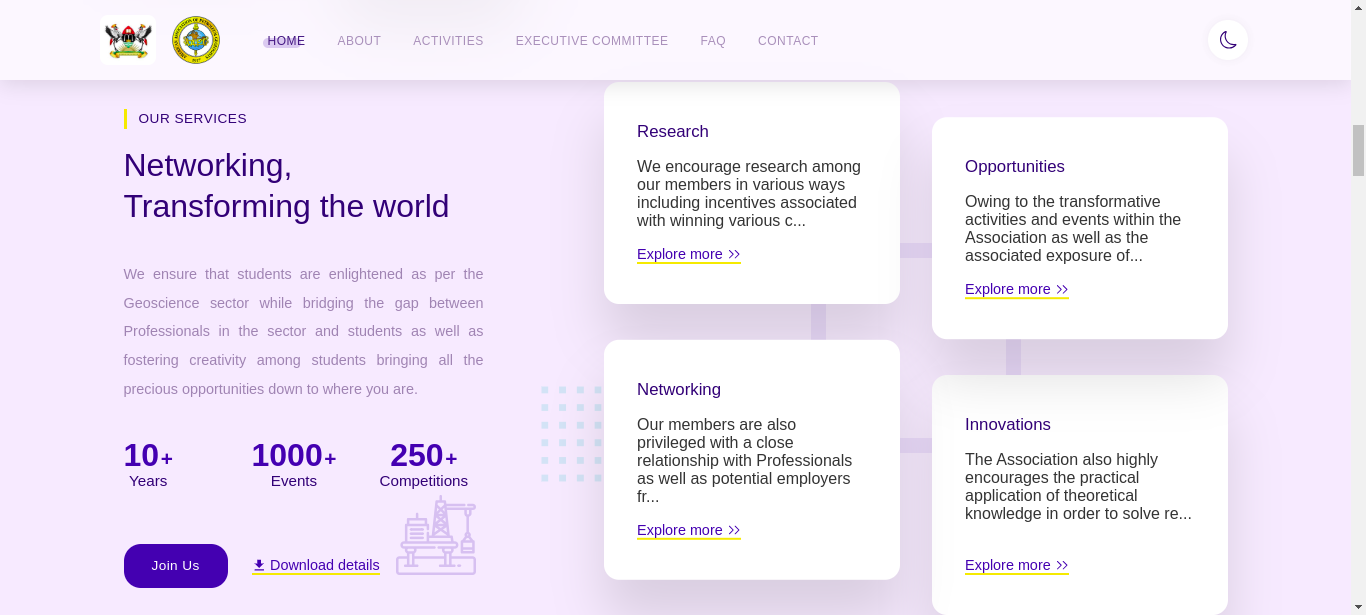 HOME ABOUT ACTIVITIES EXECUTIVE COMMITTEE FAQ CONTACT
OUR SERVICES
Networking,
Transforming the world
We ensure that students are enlightened as per the
Geoscience sector while bridging the gap between
Professionals in the sector and students as well as
fostering creativity among students bringing all the
precious opportunities down to where you are.
10+
Years
1000+
Events
250+
Competitions
Join Us
Download details
Research
We encourage research among
our members in various ways
including incentives associated
with winning various c...
Explore more
Opportunities
Owing to the transformative
activities and events within the
Association as well as the
associated exposure of...
Explore more
Networking
Our members are also
privileged with a close
relationship with Professionals
as well as potential employers
fr...
Explore more
Innovations
The Association also highly
encourages the practical
application of theoretical
knowledge in order to solve re...
Explore more